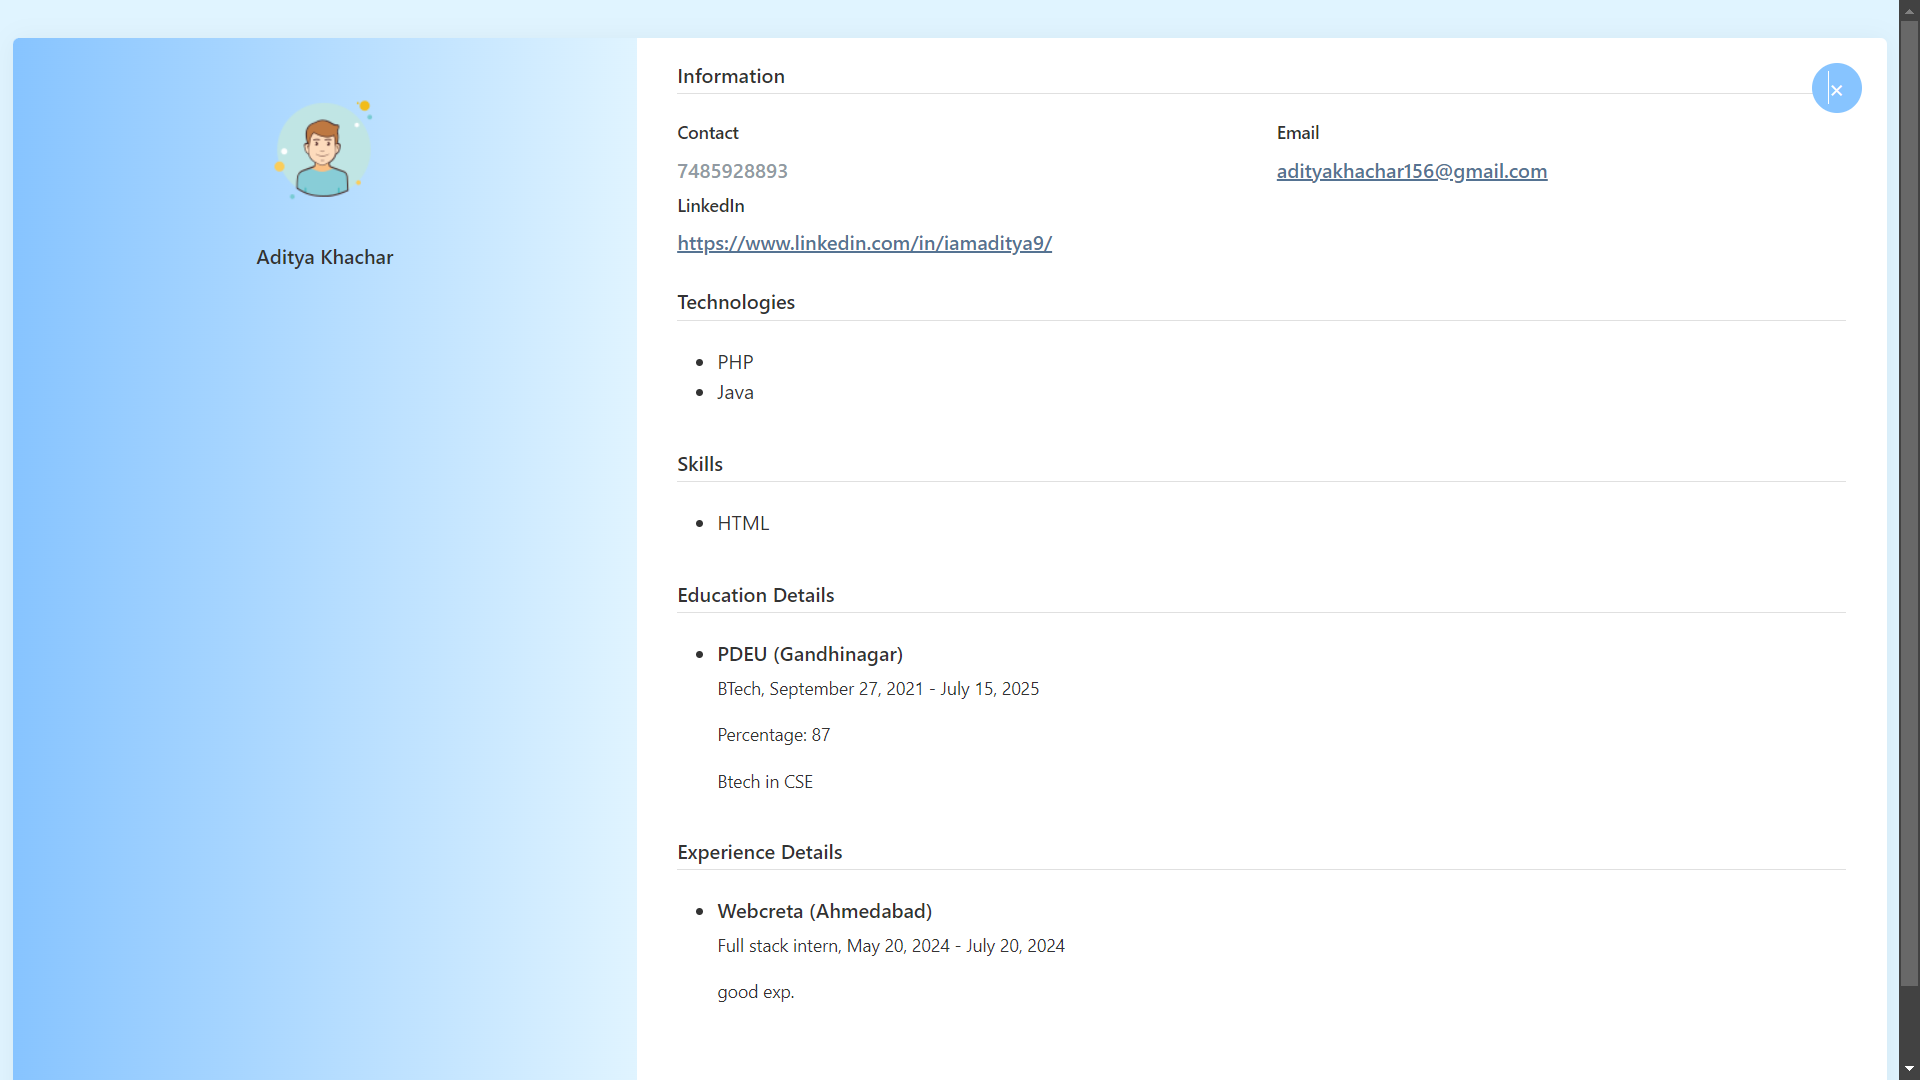 Aditya Khachar
Information
Contact
7485928893
Email
adityakhachar156@gmail.com
LinkedIn
https://www.linkedin.com/in/iamaditya9/
Technologies
PHP
Java
Skills
HTML
Education Details
PDEU (Gandhinagar)
BTech, September 27, 2021 - July 15, 2025
Percentage: 87
Btech in CSE
Experience Details
Webcreta (Ahmedabad)
Full stack intern, May 20, 2024 - July 20, 2024
good exp.